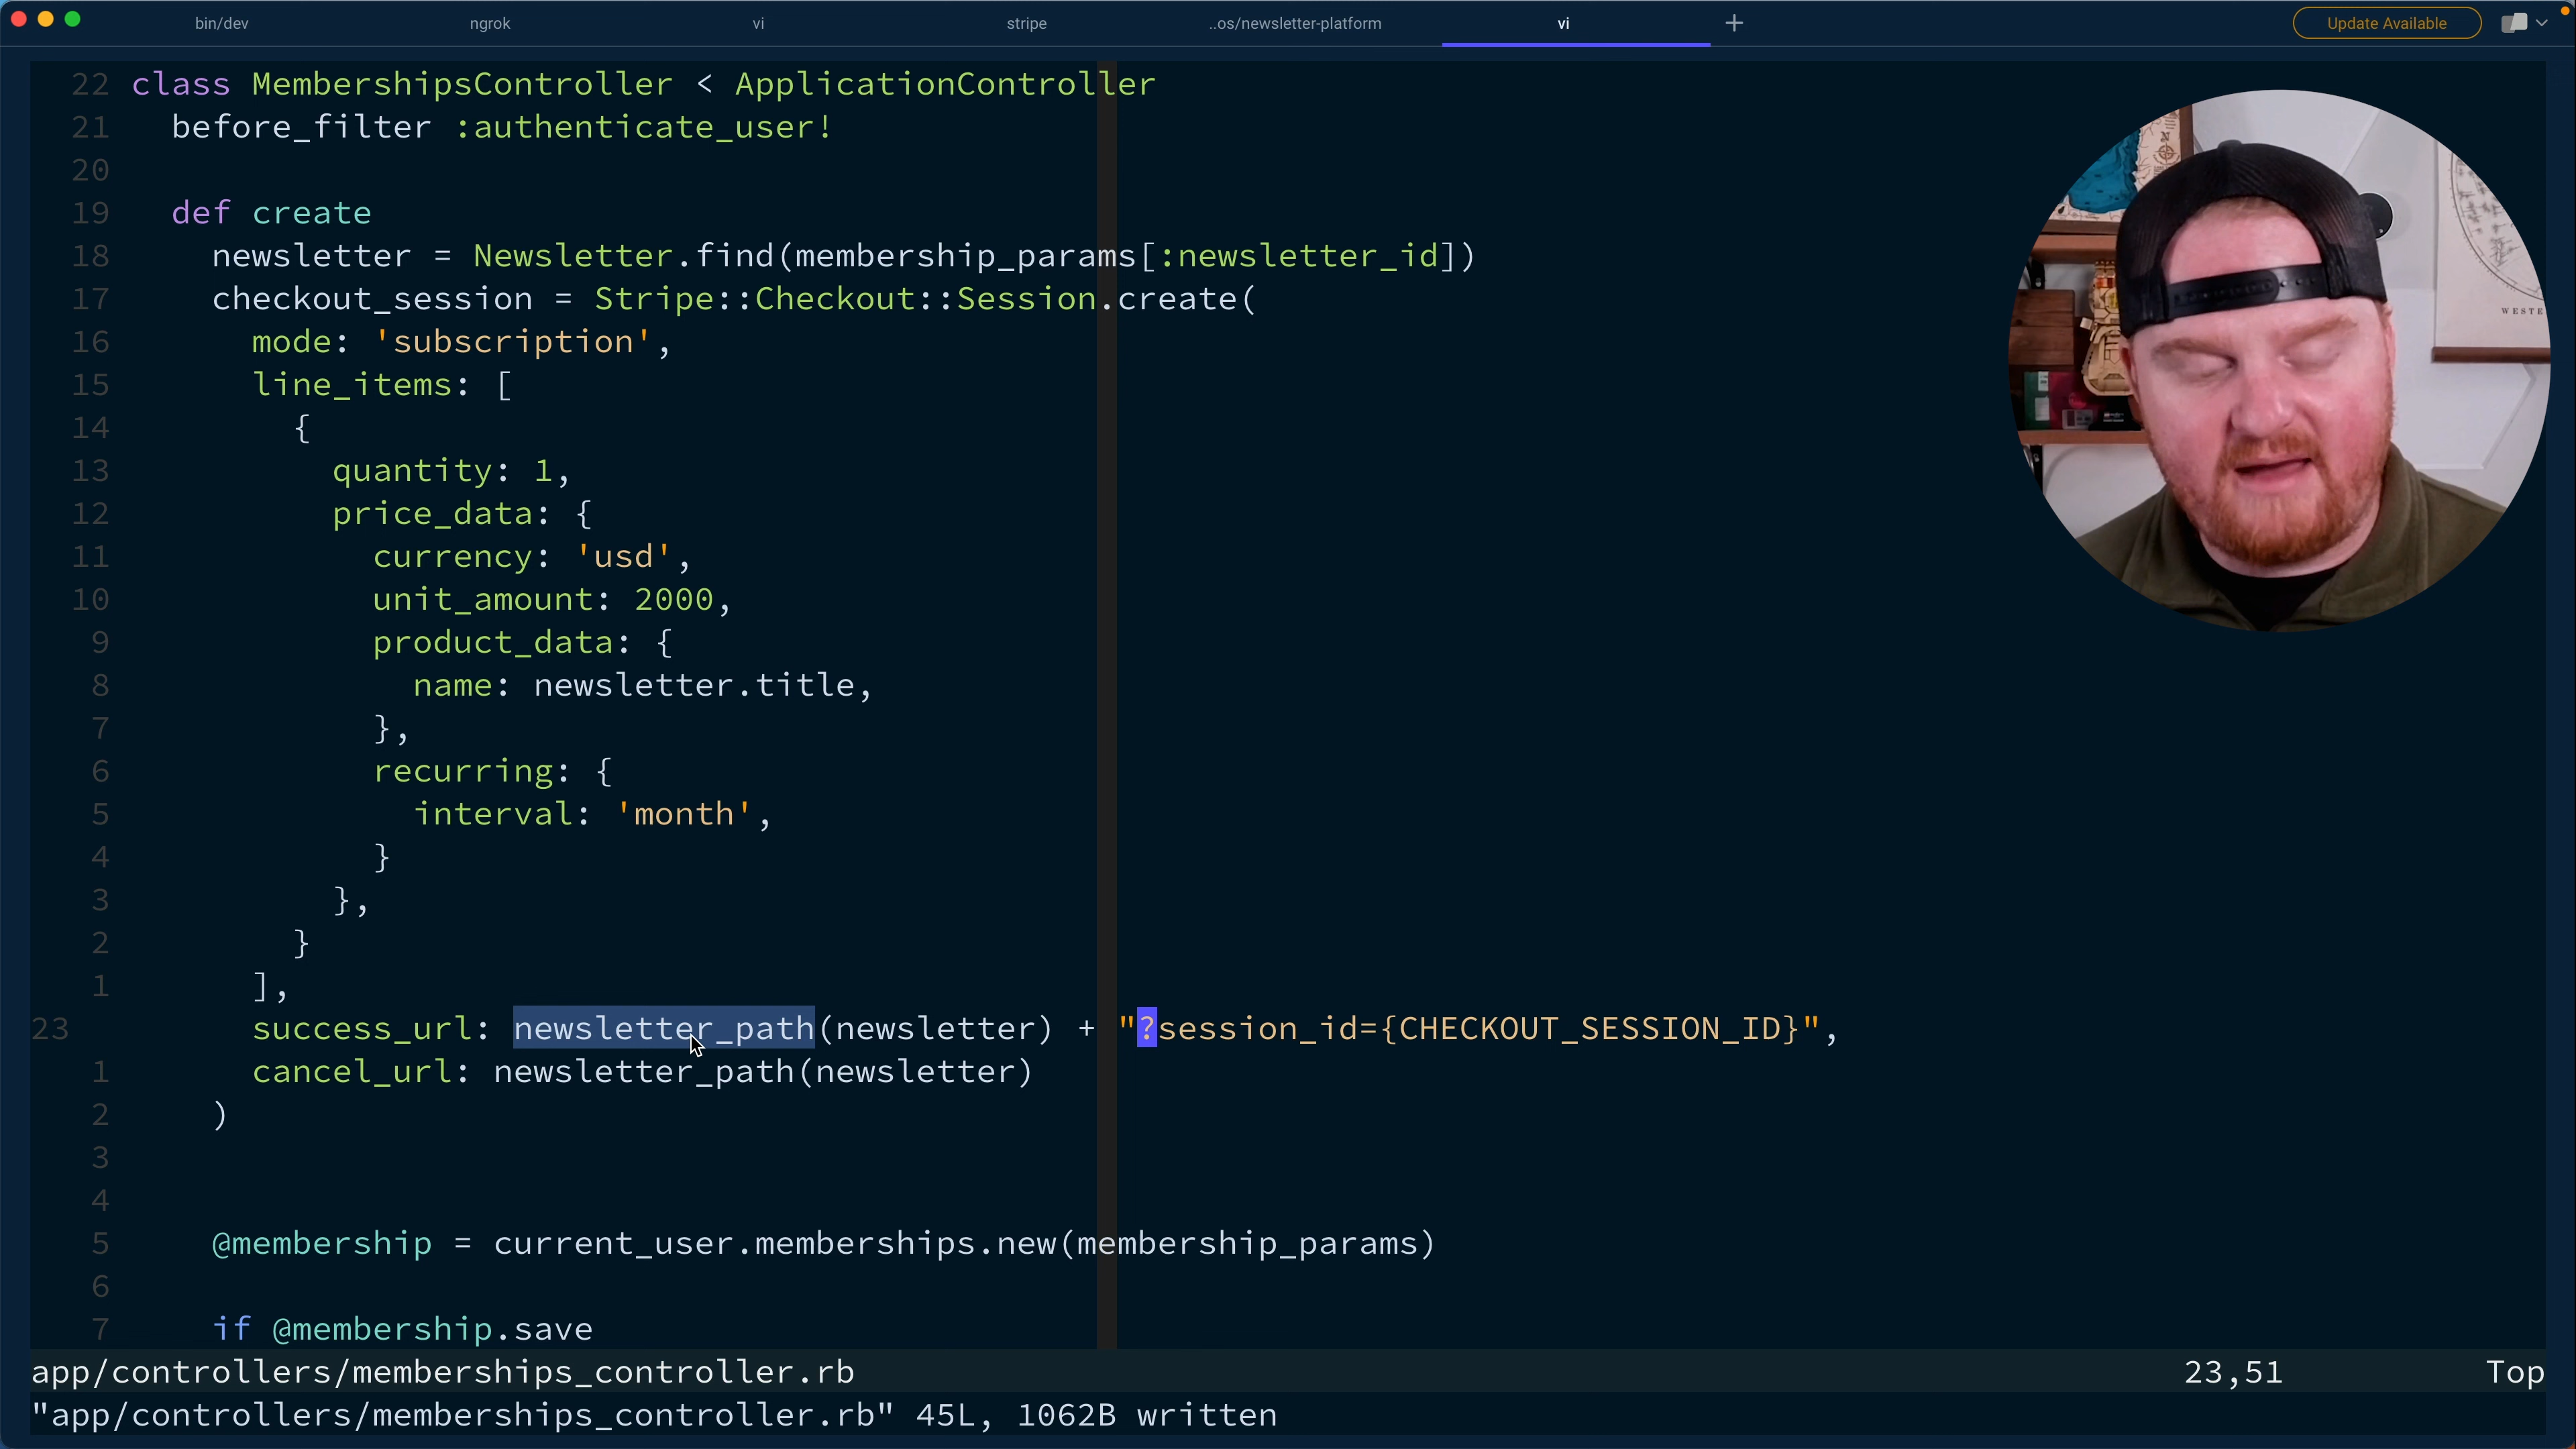 bin/dev ngrok vi stripe ..os/newsletter-platform vi + Update Available
22 class MembershipsController < ApplicationController
21 before_filter :authenticate_user!
20
19 def create
18 newsletter = Newsletter.find(membership_params[:newsletter_id])
17 checkout_session = Stripe::Checkout::Session.create(
16 mode: 'subscription',
15 line_items: [
14 {
13 quantity: 1,
12 price_data: {
11 currency: 'usd',
10 unit_amount: 2000,
9 product_data: {
8 name: newsletter.title,
7 },
6 recurring: {
5 interval: 'month',
4 }
3 },
2 }
1 ],
23 success_url: newsletter_path(newsletter) + "?session_id={CHECKOUT_SESSION_ID}",
1 cancel_url: newsletter_path(newsletter)
2 )
3
4
5 @membership = current_user.memberships.new(membership_params)
6
7 if @membership.save
app/controllers/memberships_controller.rb 23,51 Top
"app/controllers/memberships_controller.rb" 45L, 1062B written
WESTE